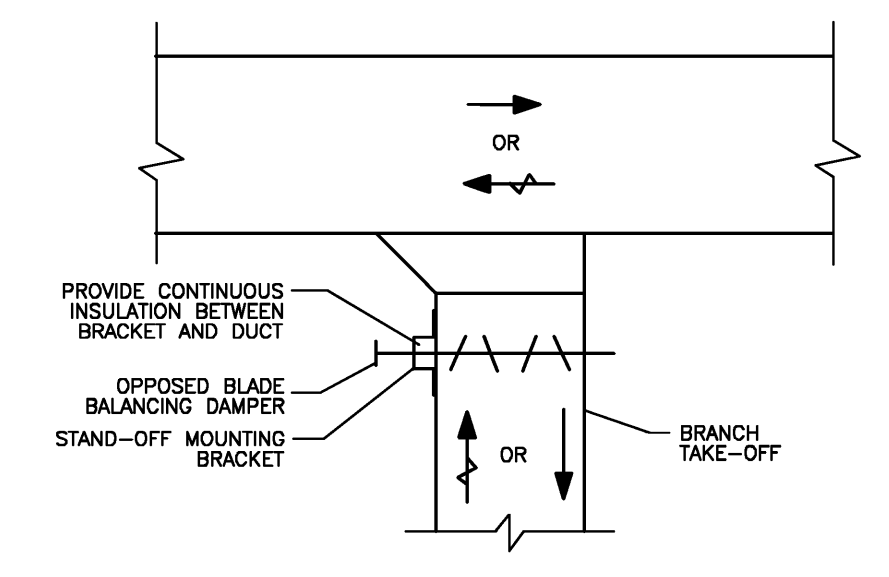 OR
PROVIDE CONTINUOUS
INSULATION BETWEEN
BRACKET AND DUCT
OPPOSED BLADE
BALANCING DAMPER
STAND-OFF MOUNTING
BRACKET
OR
BRANCH
TAKE-OFF